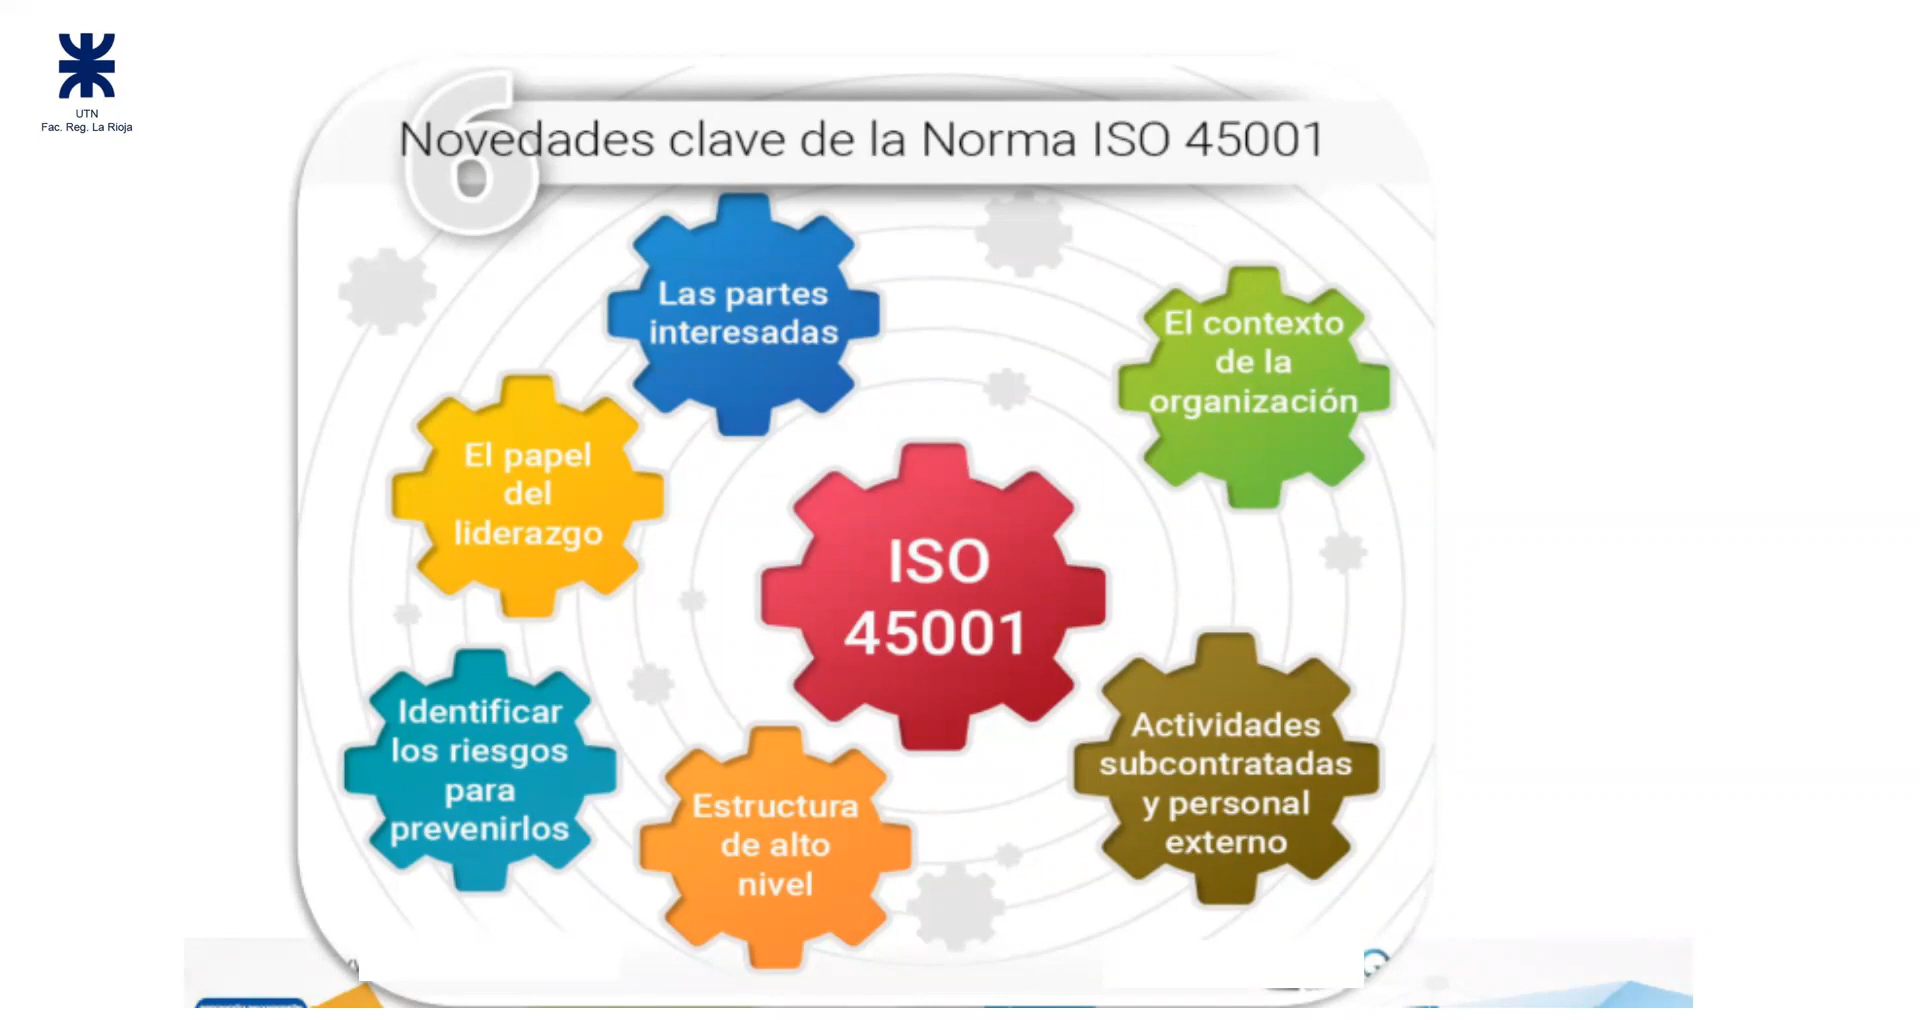 UTN
Fac. Reg. La Rioja
6
Novedades clave de la Norma ISO 45001
Las partes
interesadas
El contexto
de la
organización
El papel
del
liderazgo
ISO
45001
Identificar
los riesgos
para
prevenirlos
Estructura
de alto
nivel
Actividades
subcontratadas
y personal
externo